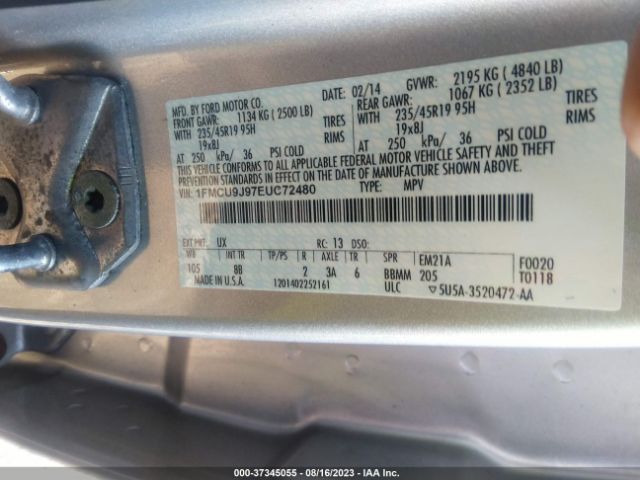 MFD. BY FORD MOTOR CO.
DATE: 02/14 GVWR: 2195 KG ( 4840 LB)
FRONT GAWR: 1134 KG ( 2500 LB) REAR GAWR: 1067 KG ( 2352 LB)
WITH 235/45R19 95H TIRES WITH 235/45R19 95H TIRES
19x8J RIMS 19x8J RIMS
AT 250 kPa/ 36 PSI COLD AT 250 kPa/ 36 PSI COLD
THIS VEHICLE CONFORMS TO ALL APPLICABLE FEDERAL MOTOR VEHICLE SAFETY AND THEFT
PREVENTION STANDARDS IN EFFECT ON THE DATE OF MANUFACTURE SHOWN ABOVE.
VIN: 1FMCU9J97EUC72480 TYPE: MPV
EXT PNT: UX RC: 13 DSO:
WB INT TR TP/PS R AXLE TR SPR EM21A F0020
105 8B 2 3A 6 BBMM 205 T0118
MADE IN U.S.A. 1201402252161 ULC 5U5A-3520472-AA
000-37345055 - 08/16/2023 - IAA Inc.